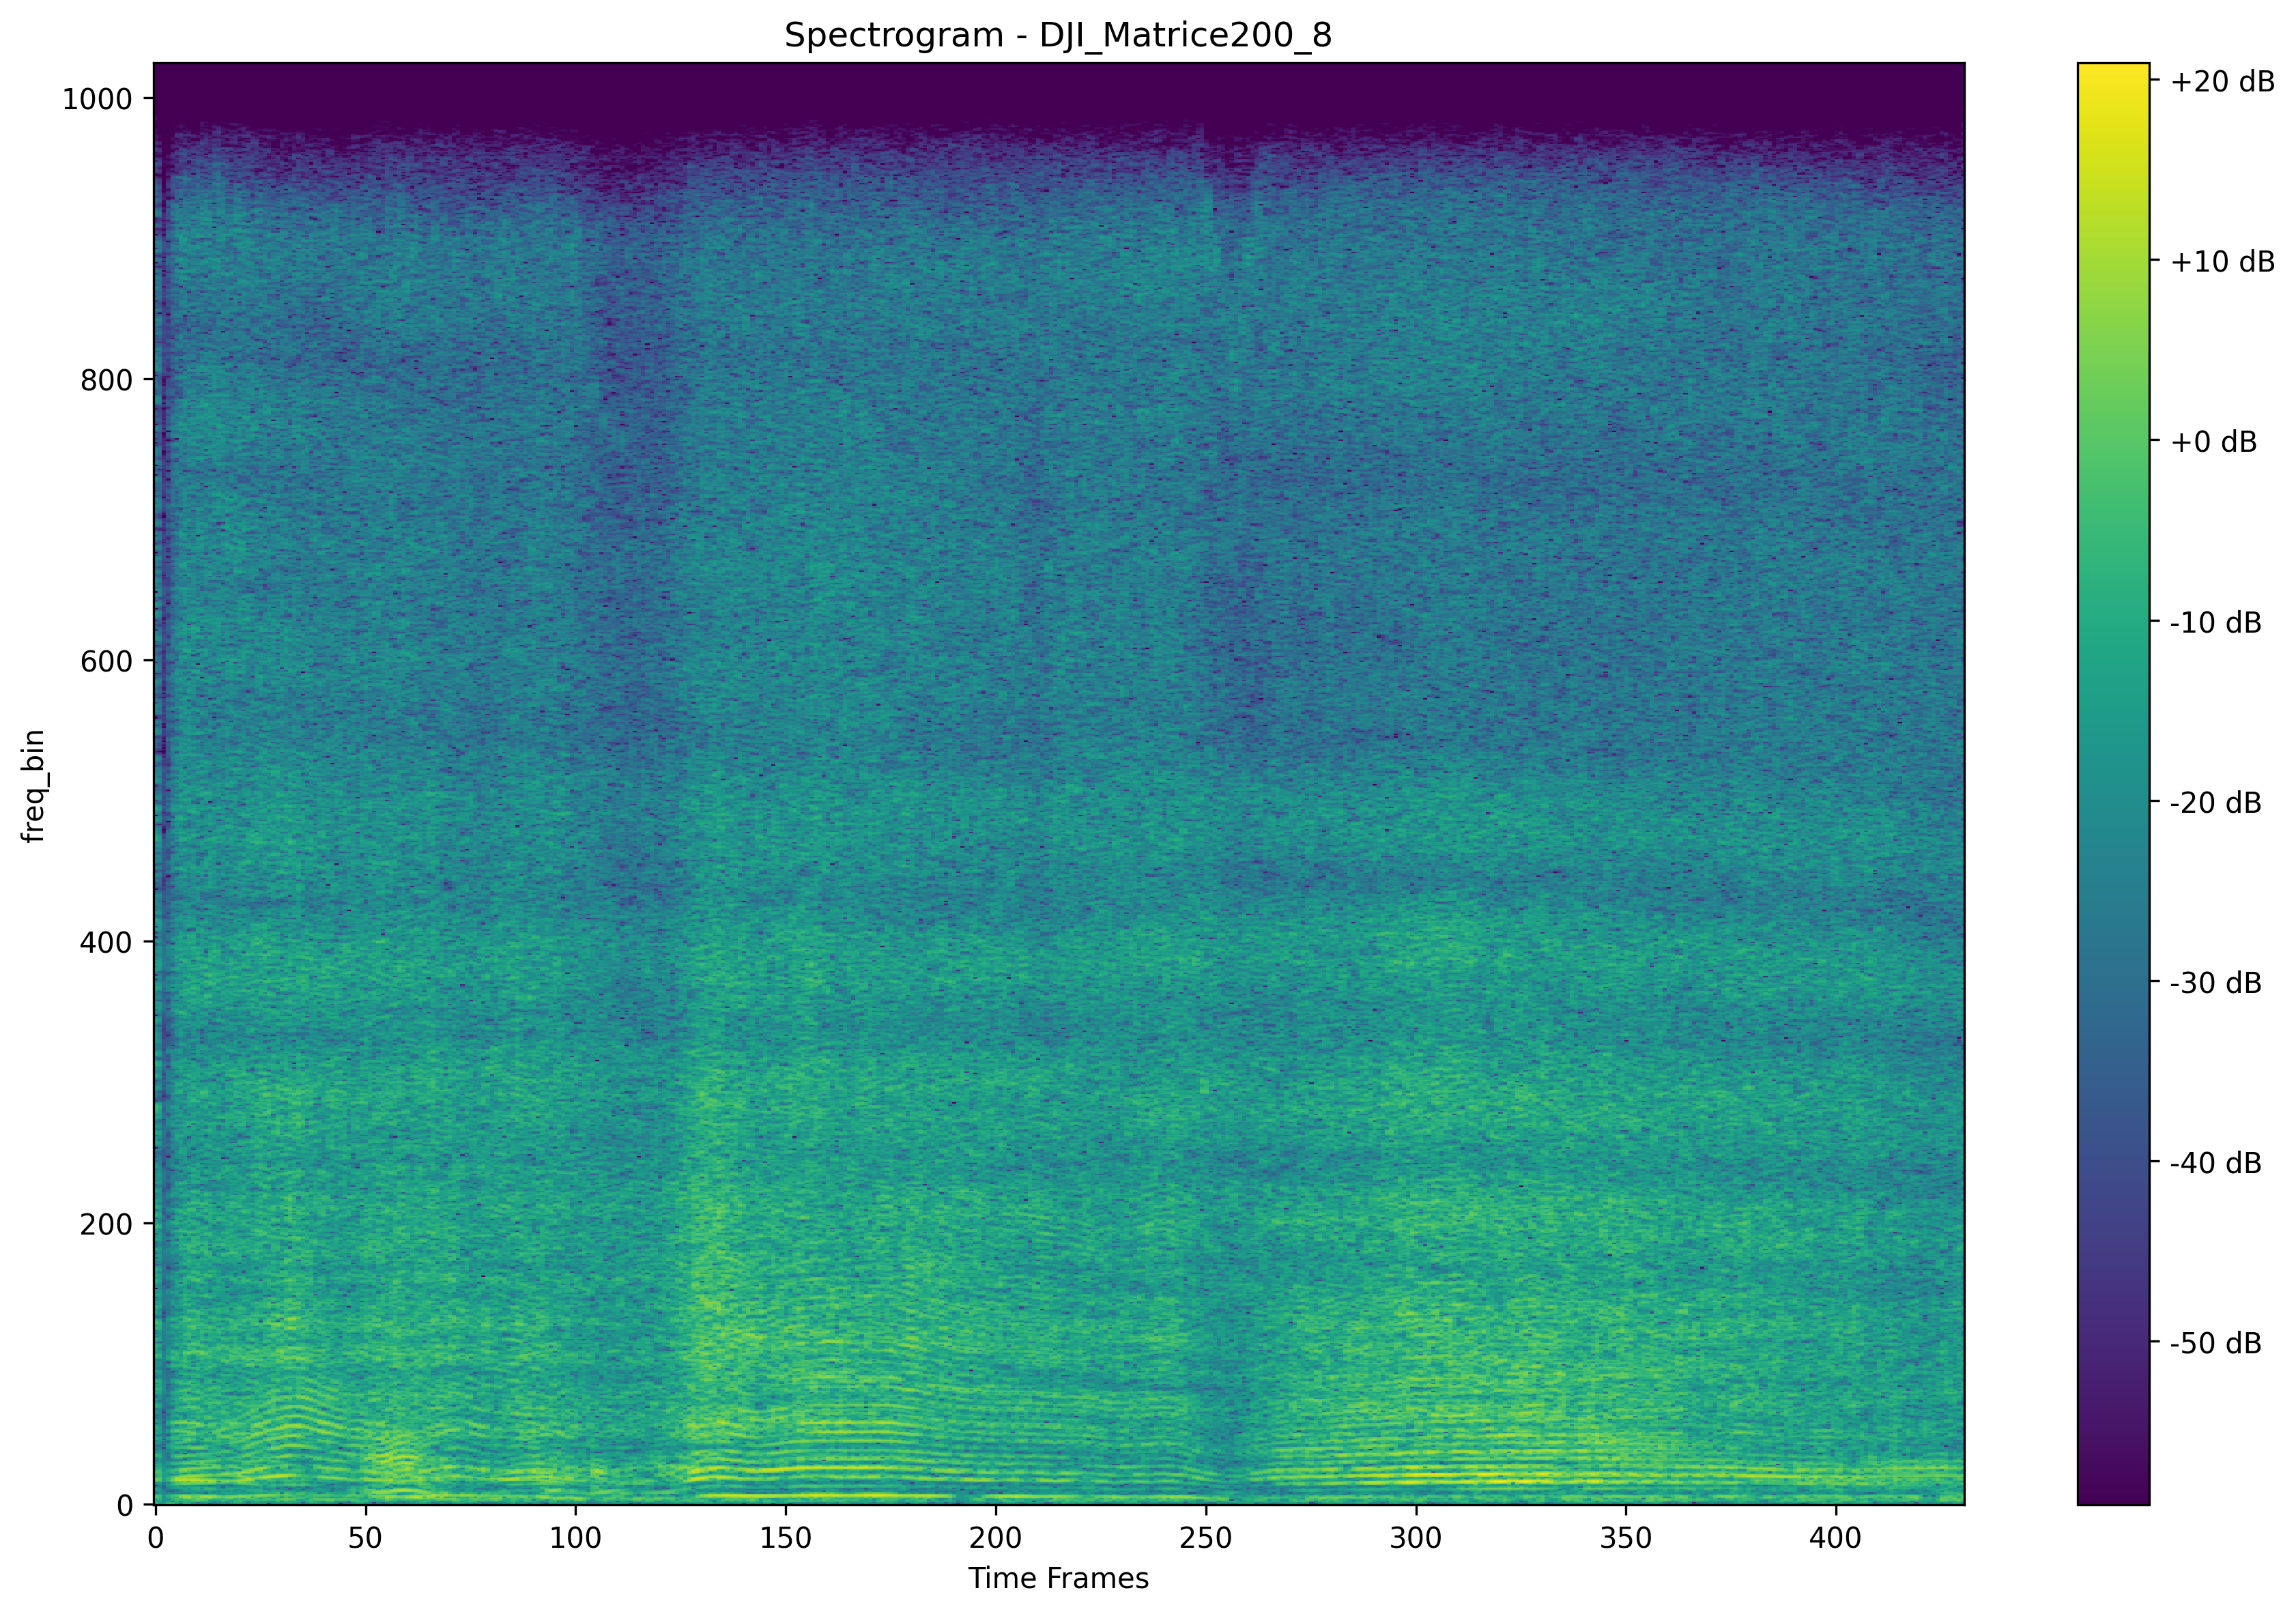 Spectrogram - DJI_Matrice200_8
freq_bin
1000
800
600
400
200
0
0 50 100 150 200 250 300 350 400
Time Frames
+20 dB
+10 dB
+0 dB
-10 dB
-20 dB
-30 dB
-40 dB
-50 dB